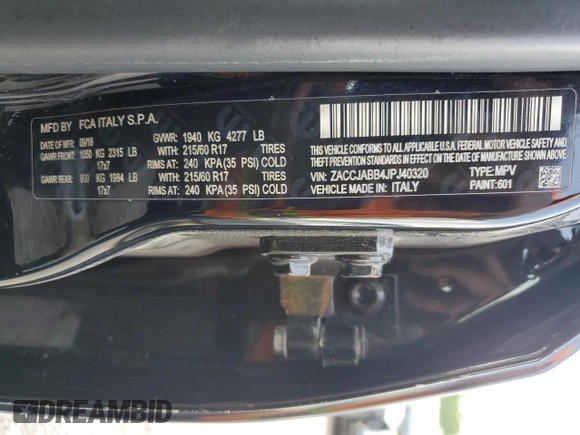 MFD BY FCA ITALY S.P.A.
DATE OF MFR: 09/18 GVWR: 1940 KG 4277 LB
GAWR FRONT: 1050 KG 2315 LB WITH: 215/60 R17 TIRES
17x7 RIMS AT: 240 KPA(35 PSI) COLD
GAWR REAR: 900 KG 1984 LB WITH: 215/60 R17 TIRES
17x7 RIMS AT: 240 KPA(35 PSI) COLD
THIS VEHICLE CONFORMS TO ALL APPLICABLE U.S.A. FEDERAL MOTOR VEHICLE SAFETY
AND THEFT PREVENTION STANDARDS IN EFFECT ON THE DATE OF MANUFACTURE SHOWN ABOVE.
VIN: ZACCJABB4JPJ40320 TYPE: MPV
VEHICLE MADE IN: ITALY PAINT: 601
DREAMBID